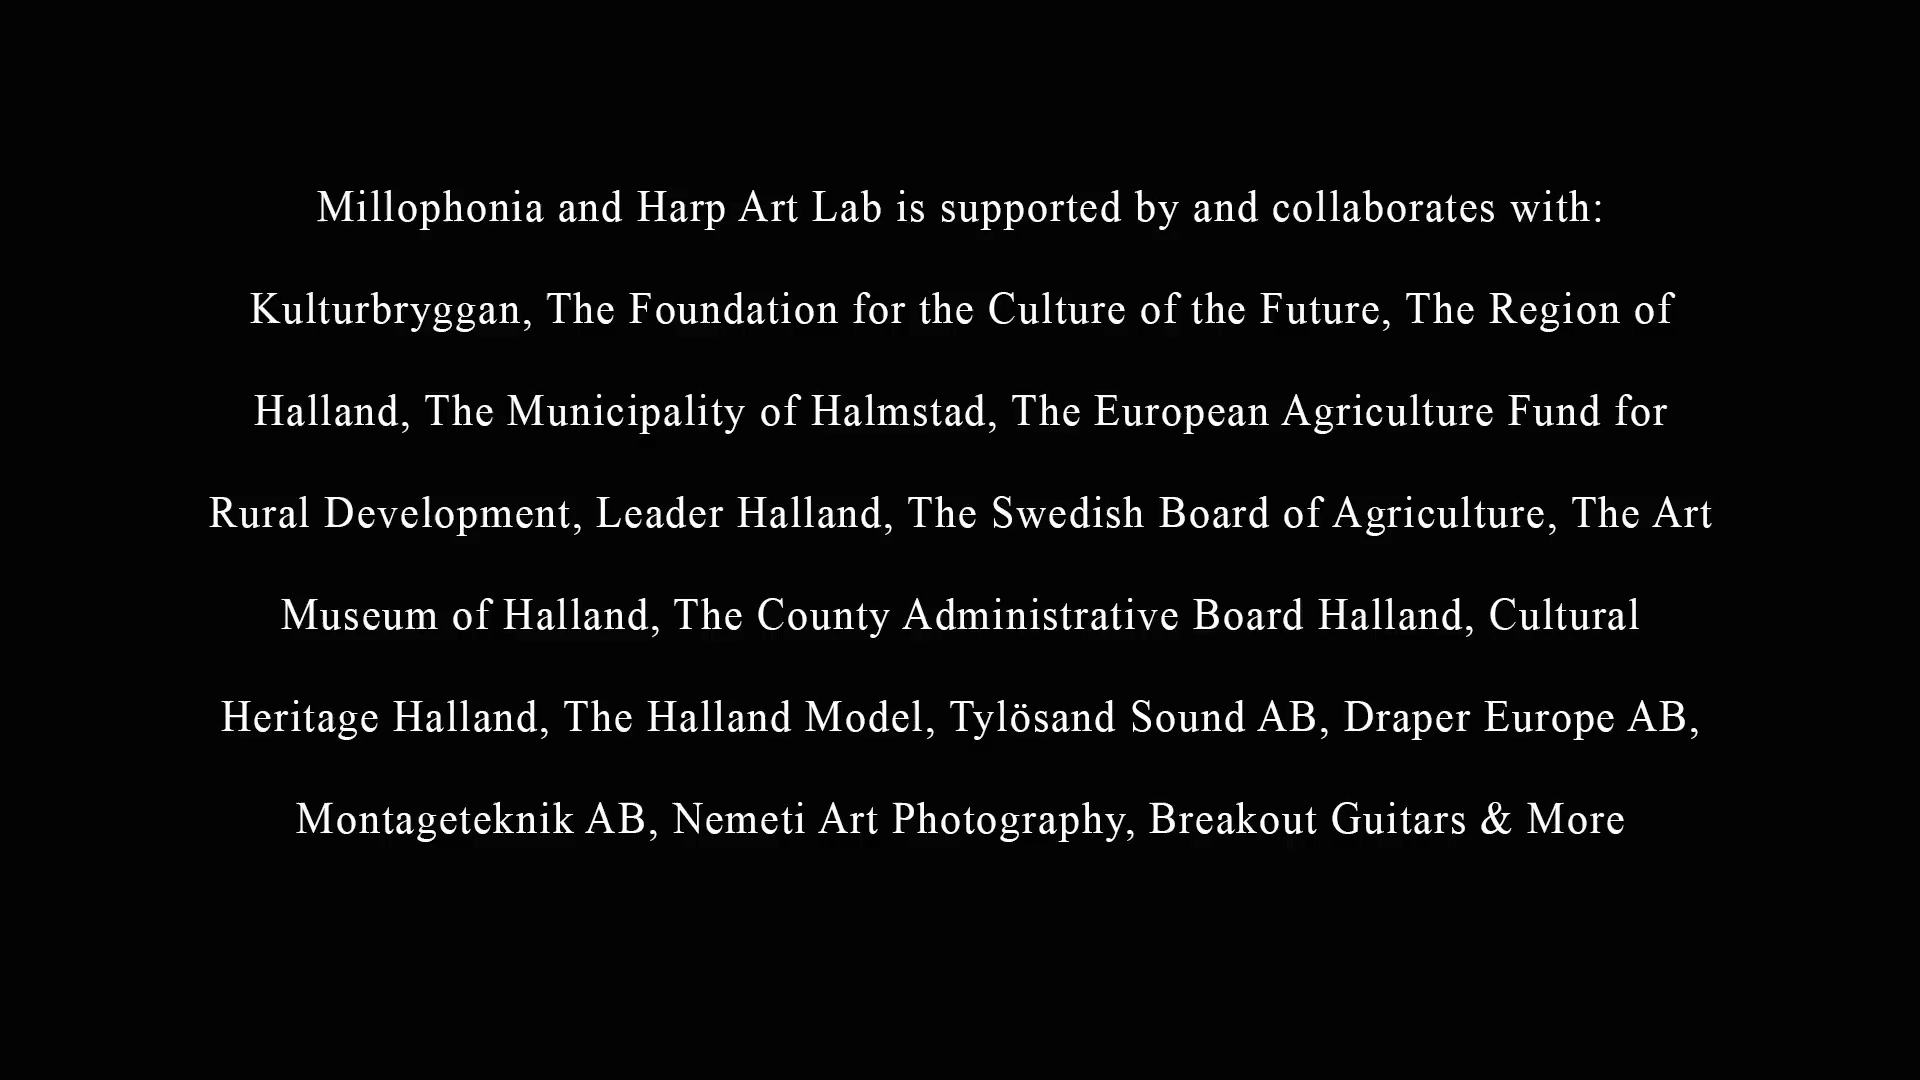 Millophonia and Harp Art Lab is supported by and collaborates with:
Kulturbryggan, The Foundation for the Culture of the Future, The Region of
Halland, The Municipality of Halmstad, The European Agriculture Fund for
Rural Development, Leader Halland, The Swedish Board of Agriculture, The Art
Museum of Halland, The County Administrative Board Halland, Cultural
Heritage Halland, The Halland Model, Tylösand Sound AB, Draper Europe AB,
Montageteknik AB, Nemeti Art Photography, Breakout Guitars & More